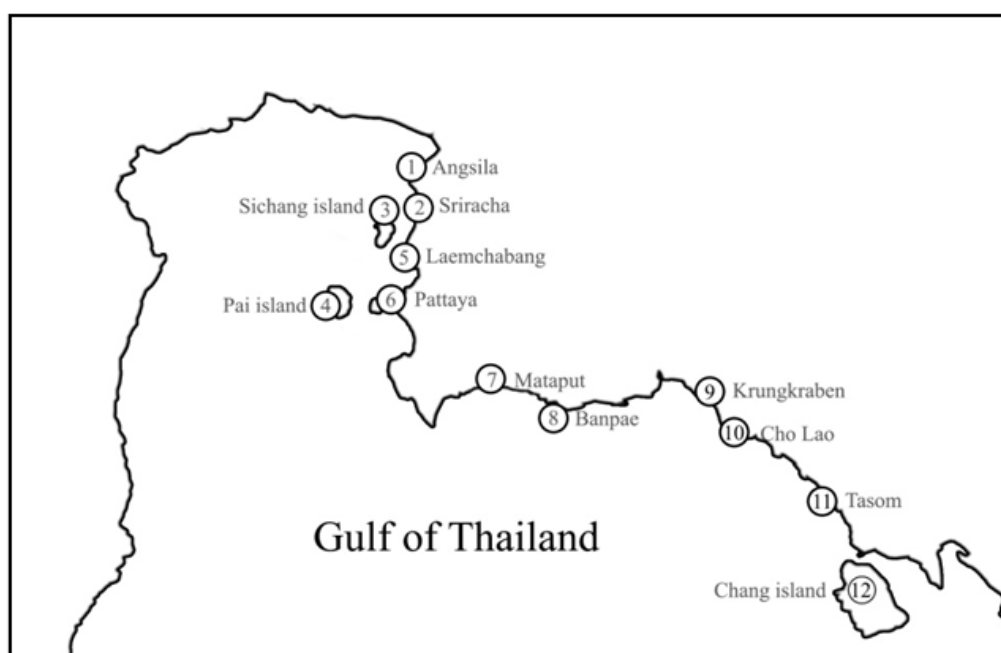 1 Angsila
Sichang island 3 2 Sriracha
5 Laemchabang
Pai island 4 6 Pattaya
7 Mataput
8 Banpae
9 Krungkraben
10 Cho Lao
11 Tasom
Gulf of Thailand
Chang island 12